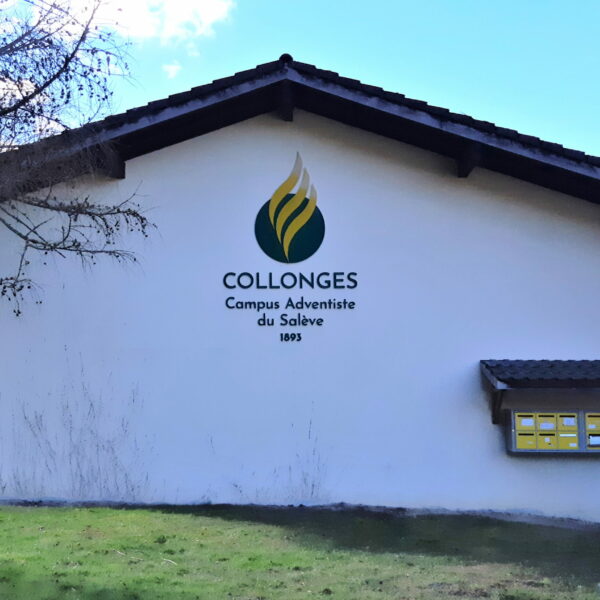 COLLONGES
Campus Adventiste
du Salève
1893